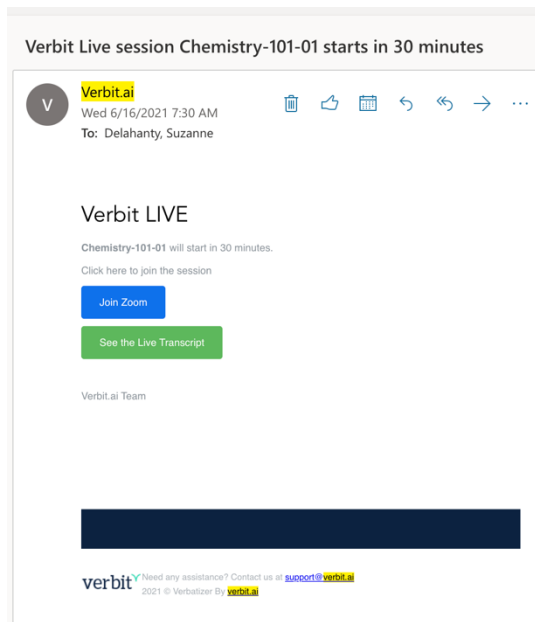 Verbit Live session Chemistry-101-01 starts in 30 minutes
V
Verbit.ai
Wed 6/16/2021 7:30 AM
To: Delahanty, Suzanne
Verbit LIVE
Chemistry-101-01 will start in 30 minutes.
Click here to join the session
Join Zoom
See the Live Transcript
Verbit.ai Team
verbit
Need any assistance? Contact us at support@verbit.ai
2021 © Verbatizer By verbit.ai